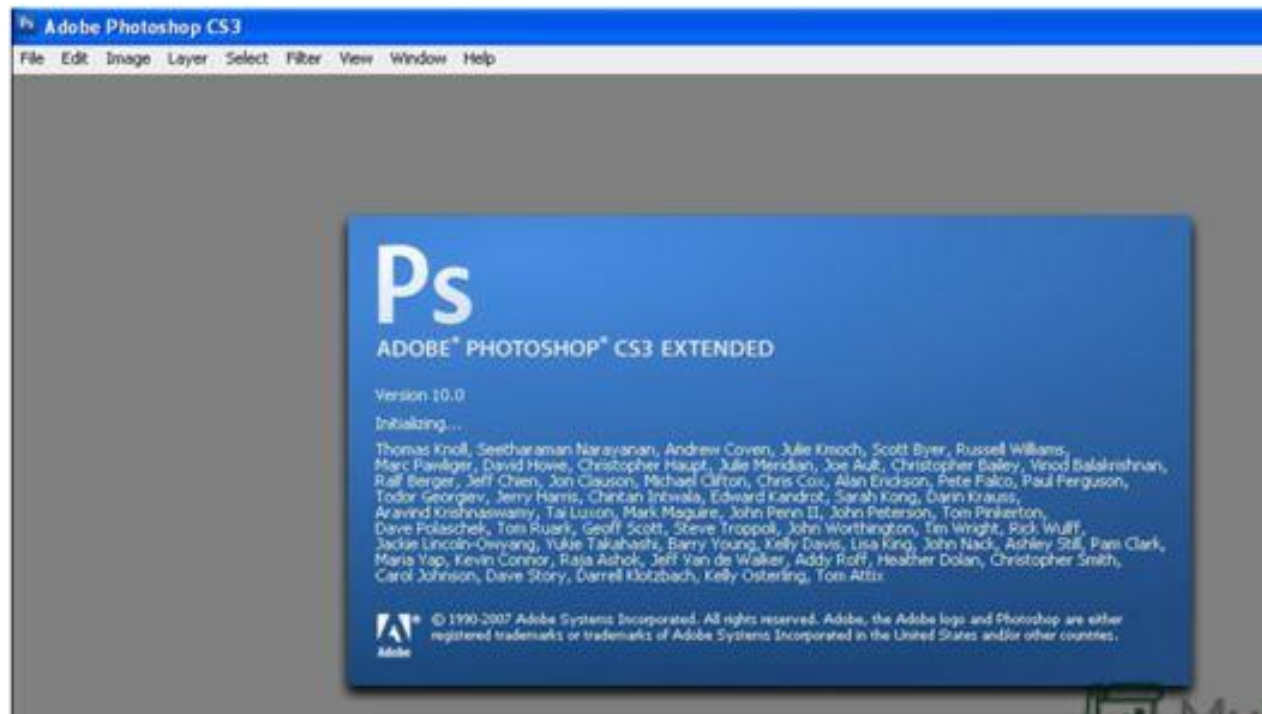 Ps Adobe Photoshop CS3
File Edit Image Layer Select Filter View Window Help
Ps
ADOBE® PHOTOSHOP® CS3 EXTENDED
Version 10.0
Initializing...
Thomas Knoll, Seetharaman Narayanan, Andrew Coven, Julie Kmoch, Scott Byer, Russell Williams,
Marc Pawliger, David Howe, Christopher Haupt, Julie Meridian, Joe Ault, Christopher Bailey, Vinod Balakrishnan,
Ralf Berger, Jeff Chien, Jon Clauson, Michael Clifton, Chris Cox, Alan Erickson, Pete Falco, Paul Ferguson,
Todor Georgiev, Jerry Harris, Chintan Intwala, Edward Kandrot, Sarah Kong, Darin Krauss,
Aravind Krishnaswamy, Tai Luxon, Mark Maguire, John Penn II, John Peterson, Tom Pinkerton,
Dave Polaschek, Tom Ruark, Geoff Scott, Steve Troppoli, John Worthington, Tim Wright, Rick Wulff,
Jackie Lincoln-Owyang, Yukie Takahashi, Barry Young, Kelly Davis, Lisa King, John Nack, Ashley Still, Pam Clark,
Maria Yap, Kevin Connor, Raja Ashok, Jeff Van de Walker, Addy Roff, Heather Dolan, Christopher Smith,
Carol Johnson, Dave Story, Darrell Klotzbach, Kelly Osterling, Tom Attix
© 1990-2007 Adobe Systems Incorporated. All rights reserved. Adobe, the Adobe logo and Photoshop are either
registered trademarks or trademarks of Adobe Systems Incorporated in the United States and/or other countries.
Adobe